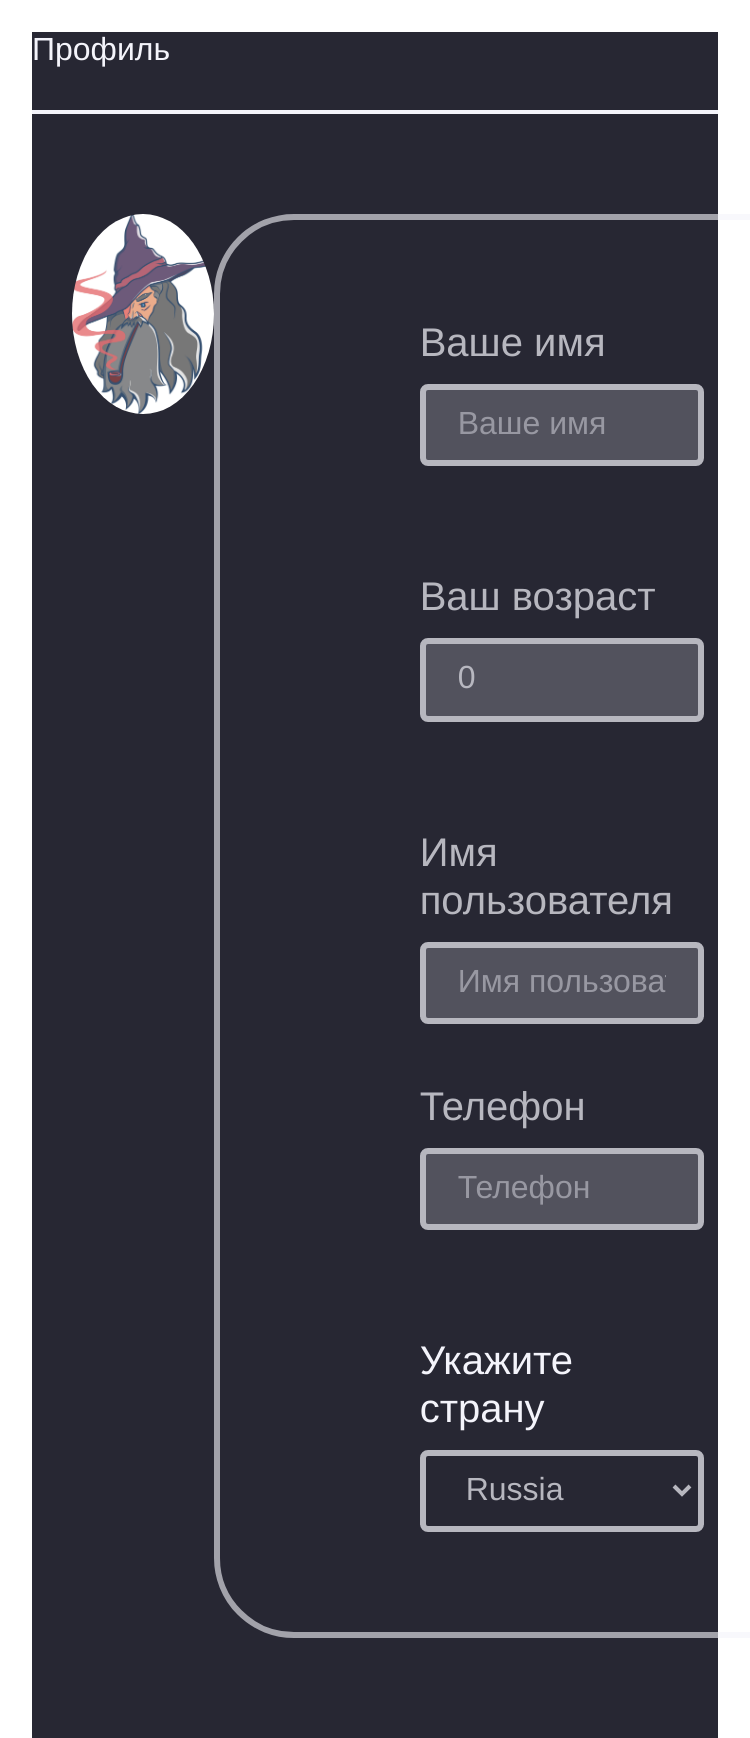 Профиль
Ваше имя
Ваше имя
Ваш возраст
0
Имя
пользователя
Имя пользова
Телефон
Телефон
Укажите
страну
Russia